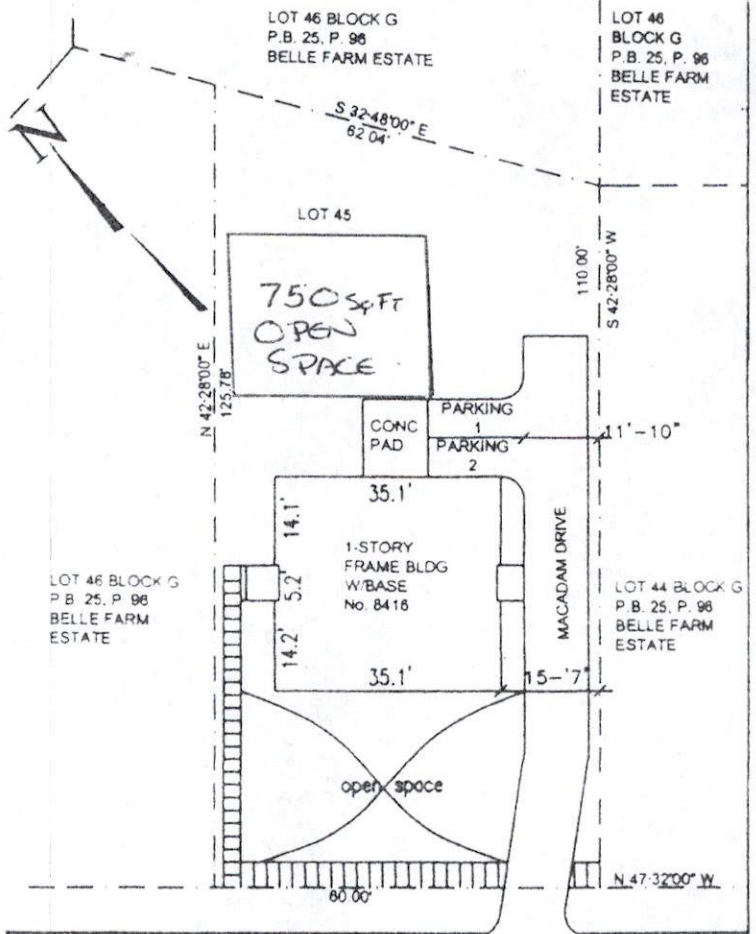 LOT 46 BLOCK G
P.B. 25, P. 96
BELLE FARM ESTATE
LOT 46
BLOCK G
P.B. 25, P. 96
BELLE FARM
ESTATE
N
S 32·48'00" E
62.04'
LOT 45
750 Sq FT
OPEN
SPACE
N 42·28'00" E
125.78'
110.00'
S 42·28'00" W
CONC
PAD
PARKING
1
PARKING
2
11'-10"
35.1'
14.1'
5.2'
14.2'
1-STORY
FRAME BLDG
W/BASE
No. 8416
MACADAM DRIVE
LOT 46 BLOCK G
P.B. 25, P. 96
BELLE FARM
ESTATE
LOT 44 BLOCK G
P.B. 25, P. 96
BELLE FARM
ESTATE
35.1'
15-'7"
open space
N 47·32'00" W
60.00'